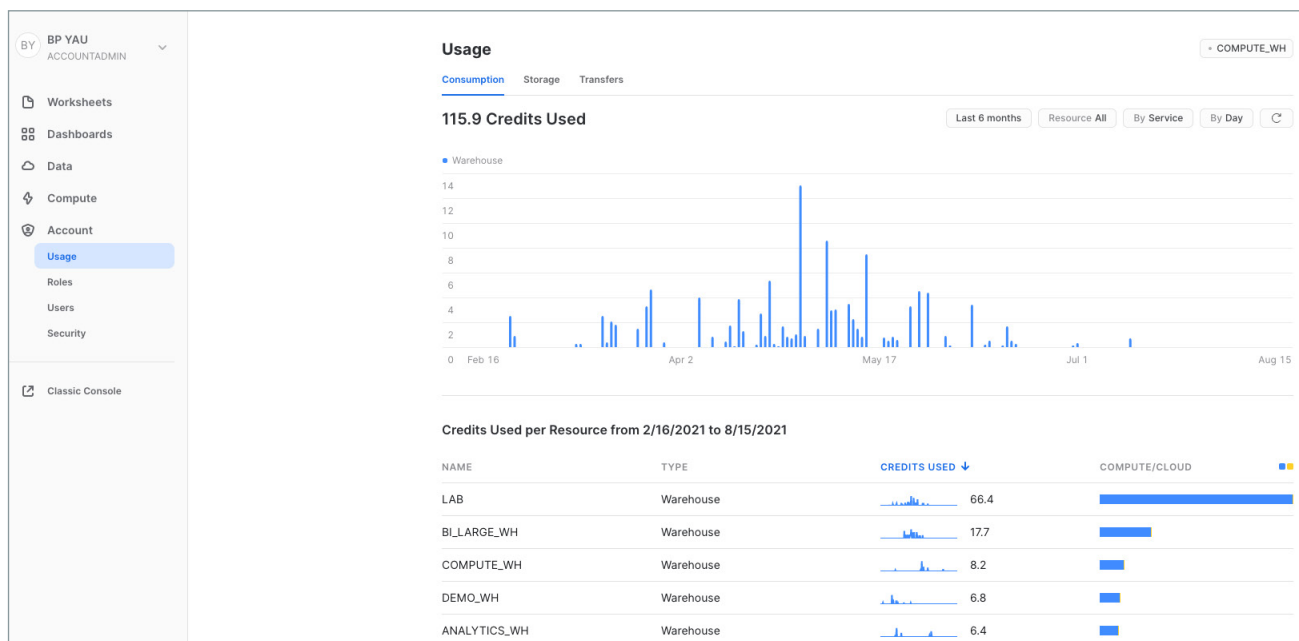 BY
BP YAU
ACCOUNTADMIN
Worksheets
Dashboards
Data
Compute
Account
Usage
Roles
Users
Security
Classic Console
Usage
COMPUTE_WH
Consumption Storage Transfers
115.9 Credits Used
Last 6 months Resource All By Service By Day
Warehouse
14
12
10
8
6
4
2
0 Feb 16 Apr 2 May 17 Jul 1 Aug 15
Credits Used per Resource from 2/16/2021 to 8/15/2021
NAME TYPE CREDITS USED COMPUTE/CLOUD
LAB Warehouse 66.4
BI_LARGE_WH Warehouse 17.7
COMPUTE_WH Warehouse 8.2
DEMO_WH Warehouse 6.8
ANALYTICS_WH Warehouse 6.4